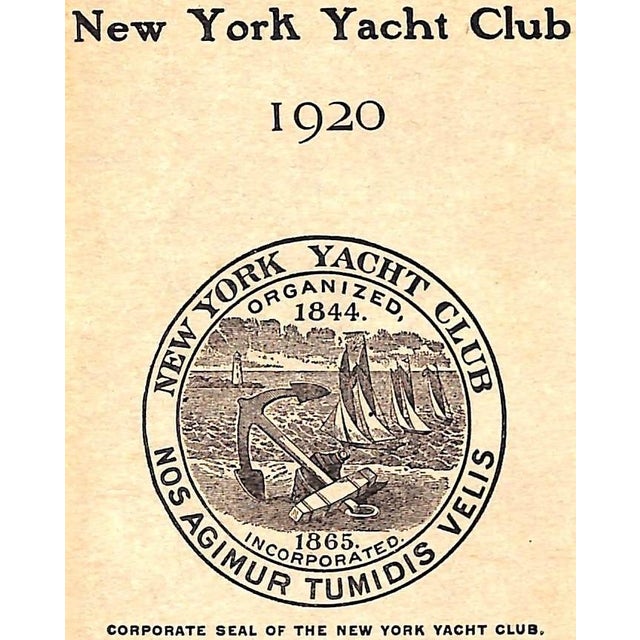 New York Yacht Club
1920
NEW YORK YACHT CLUB
ORGANIZED,
1844.
1865.
INCORPORATED.
NOS AGIMUR TUMIDIS VELIS
CORPORATE SEAL OF THE NEW YORK YACHT CLUB.